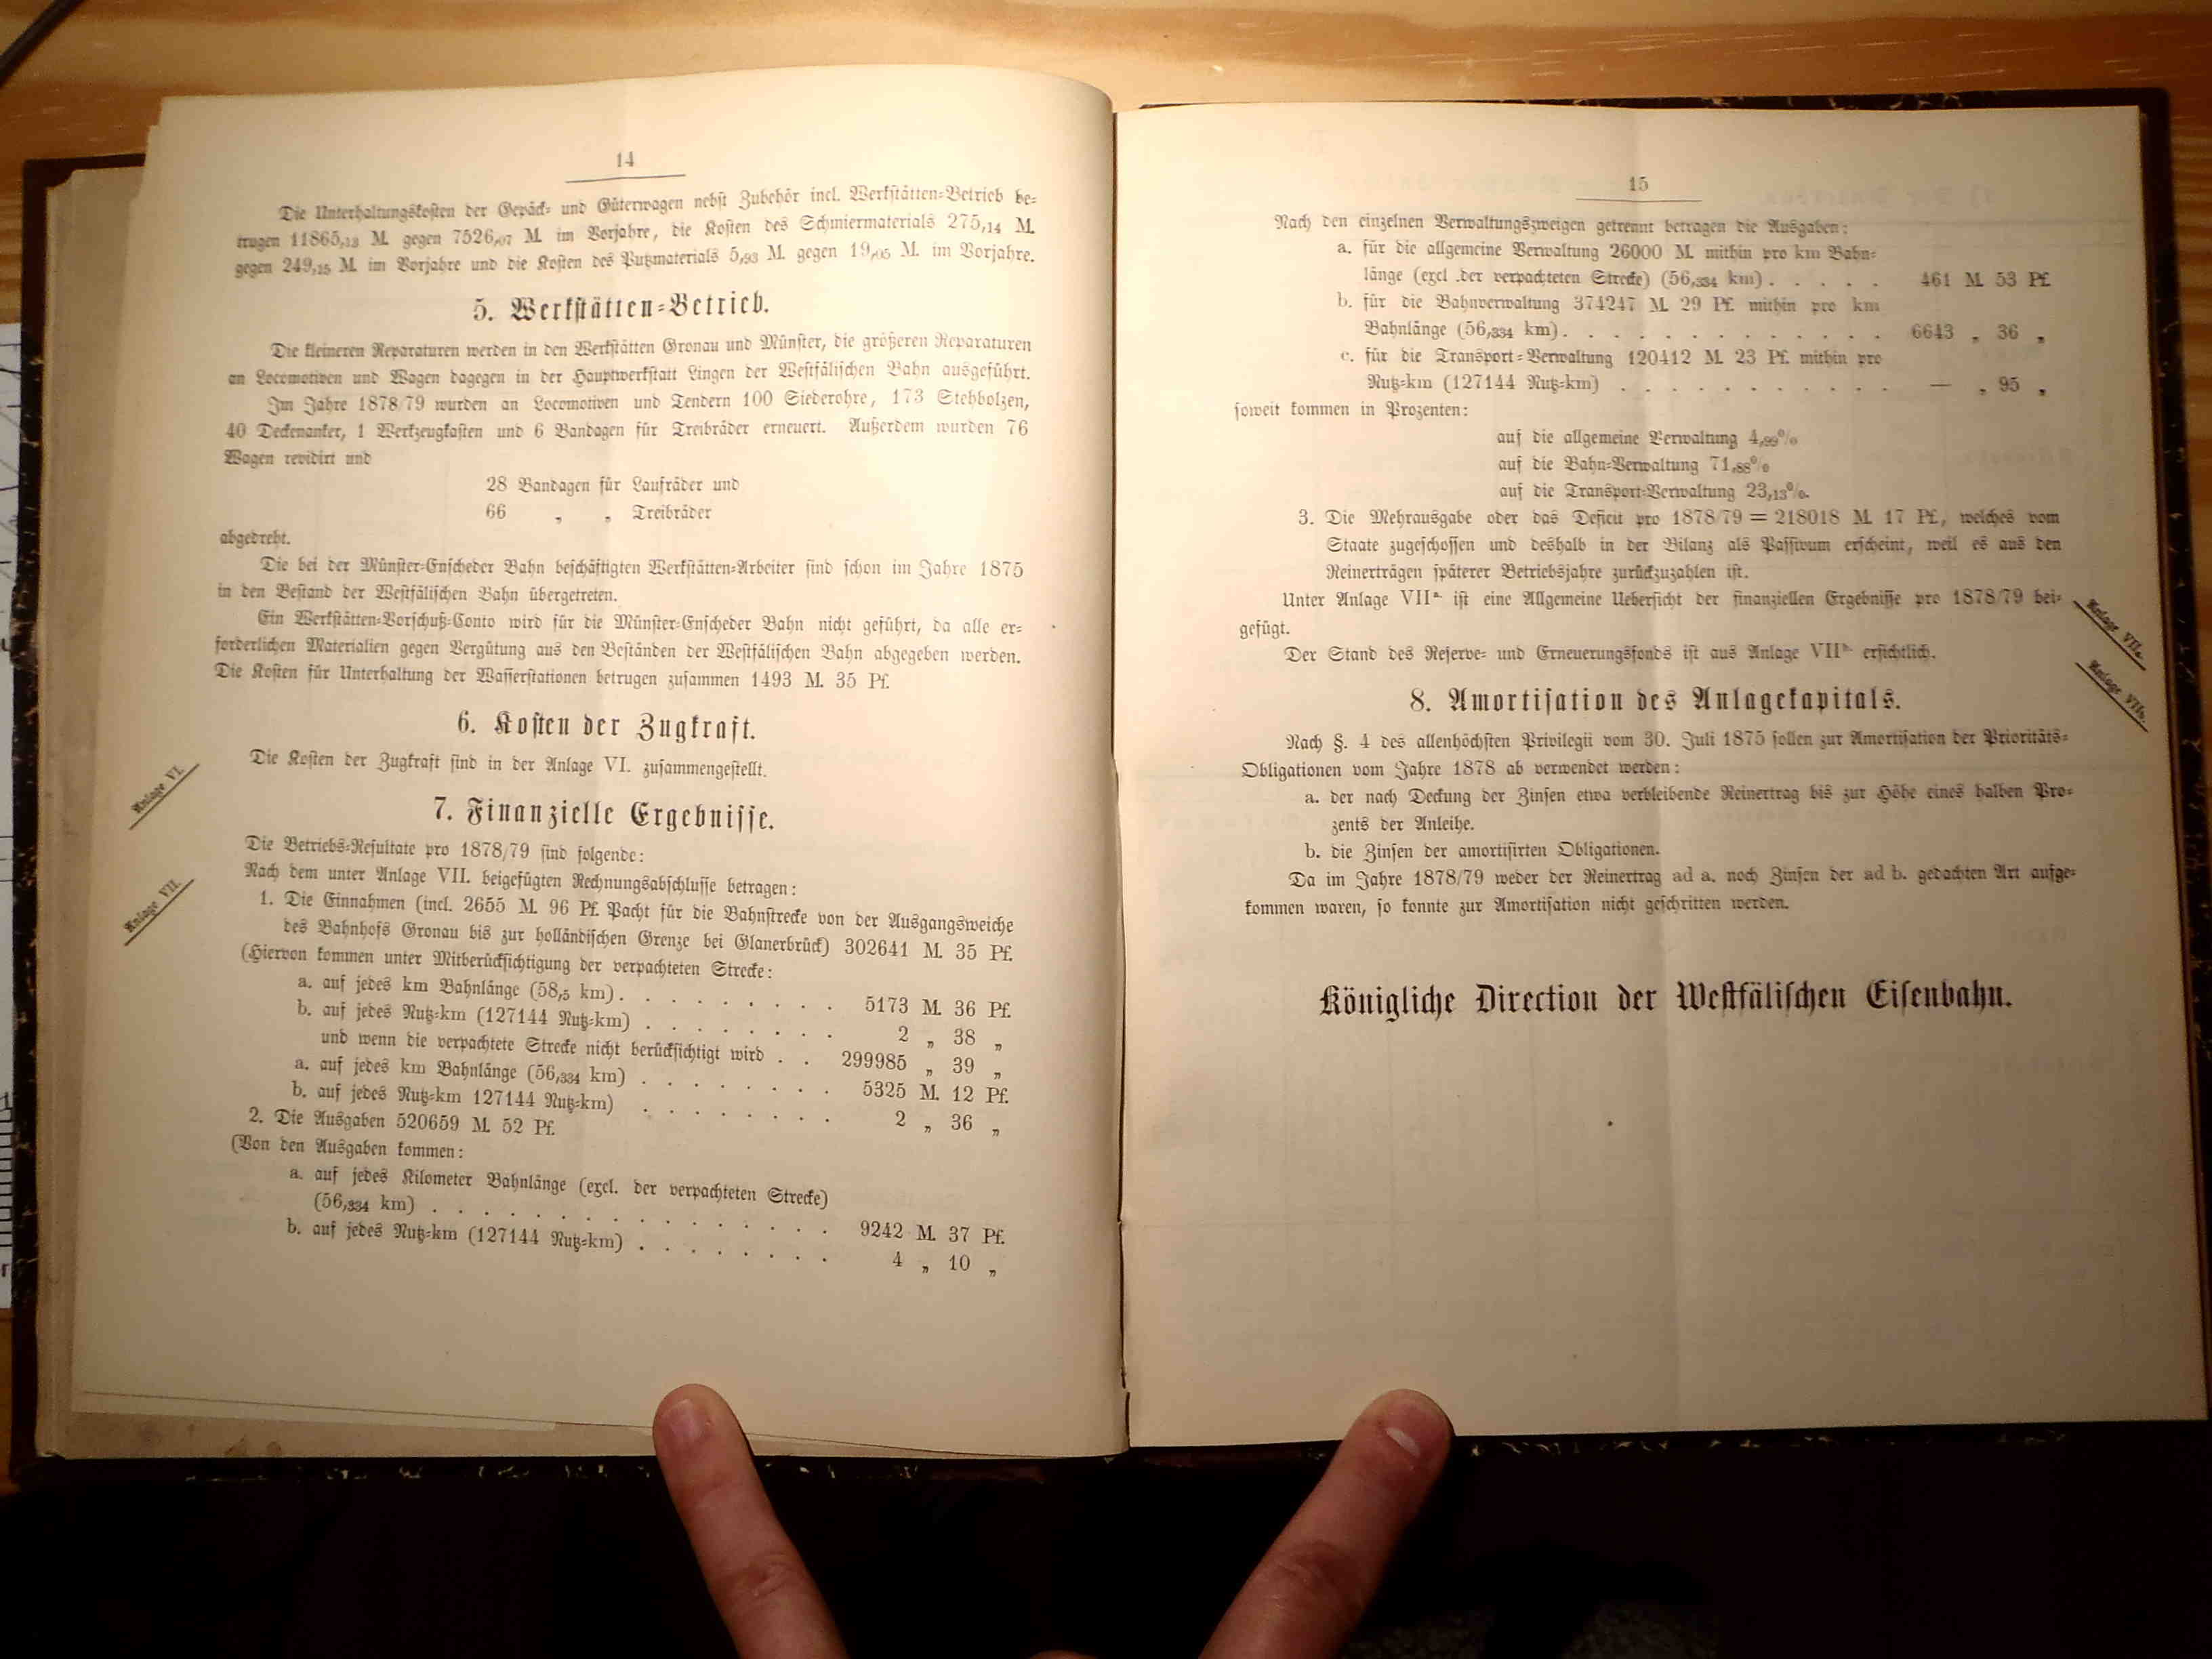 14
Die Unterhaltungskosten der Gepäck- und Güterwagen nebst Zubehör incl. Werkstätten-Betrieb be-
trugen 11865,13 M. gegen 7526,07 M. im Vorjahre, die Kosten des Schmiermaterials 275,14 M.
gegen 249,15 M. im Vorjahre und die Kosten des Putzmaterials 5,93 M. gegen 19,05 M. im Vorjahre.
5. Werkstätten-Betrieb.
Die kleineren Reparaturen werden in den Werkstätten Gronau und Münster, die größeren Reparaturen
an Locomotiven und Wagen dagegen in der Hauptwerkstatt Lingen der Westfälischen Bahn ausgeführt.
Im Jahre 1878/79 wurden an Locomotiven und Tendern 100 Siederohre, 173 Stehbolzen,
40 Deckenanker, 1 Werkzeugkasten und 6 Bandagen für Treibräder erneuert. Außerdem wurden 76
Wagen revidirt und
28 Bandagen für Laufräder und
66 „ „ Treibräder
abgedreht.
Die bei der Münster-Enscheder Bahn beschäftigten Werkstätten-Arbeiter sind schon im Jahre 1875
in den Bestand der Westfälischen Bahn übergetreten.
Ein Werkstätten-Vorschuß-Conto wird für die Münster-Enscheder Bahn nicht geführt, da alle er-
forderlichen Materialien gegen Vergütung aus den Beständen der Westfälischen Bahn abgegeben werden.
Die Kosten für Unterhaltung der Wasserstationen betrugen zusammen 1493 M. 35 Pf.
6. Kosten der Zugkraft.
Die Kosten der Zugkraft sind in der Anlage VI. zusammengestellt.
Anlage VI.
7. Finanzielle Ergebnisse.
Die Betriebs-Resultate pro 1878/79 sind folgende:
Nach dem unter Anlage VII. beigefügten Rechnungsabschlusse betragen:
Anlage VII.
1. Die Einnahmen (incl. 2655 M. 96 Pf. Pacht für die Bahnstrecke von der Ausgangsweiche
des Bahnhofs Gronau bis zur holländischen Grenze bei Glanerbrück) 302641 M. 35 Pf.
(Hiervon kommen unter Mitberücksichtigung der verpachteten Strecke:
a. auf jedes km Bahnlänge (58,5 km) . . . . . . . . 5173 M. 36 Pf.
b. auf jedes Nutz-km (127144 Nutz-km) . . . . . . . . 2 „ 38 „
und wenn die verpachtete Strecke nicht berücksichtigt wird . . 299985 „ 39 „
a. auf jedes km Bahnlänge (56,334 km) . . . . . . . . 5325 M. 12 Pf.
b. auf jedes Nutz-km 127144 Nutz-km) . . . . . . . . 2 „ 36 „
2. Die Ausgaben 520659 M. 52 Pf.
(Von den Ausgaben kommen:
a. auf jedes Kilometer Bahnlänge (excl. der verpachteten Strecke)
(56,334 km) . . . . . . . . . . . . . . . . 9242 M. 37 Pf.
b. auf jedes Nutz-km (127144 Nutz-km) . . . . . . . . 4 „ 10 „
15
Nach den einzelnen Verwaltungszweigen getrennt betragen die Ausgaben:
a. für die allgemeine Verwaltung 26000 M. mithin pro km Bahn-
länge (excl .der verpachteten Strecke) (56,334 km) . . . . . 461 M. 53 Pf.
b. für die Bahnverwaltung 374247 M. 29 Pf. mithin pro km
Bahnlänge (56,334 km) . . . . . . . . . . . . . . 6643 „ 36 „
c. für die Transport-Verwaltung 120412 M. 23 Pf. mithin pro
Nutz-km (127144 Nutz-km) . . . . . . . . . . . . — „ 95 „
soweit kommen in Prozenten:
auf die allgemeine Verwaltung 4,99%
auf die Bahn-Verwaltung 71,88%
auf die Transport-Verwaltung 23,13%.
3. Die Mehrausgabe oder das Deficit pro 1878/79 = 218018 M. 17 Pf., welches vom
Staate zugeschossen und deshalb in der Bilanz als Passivum erscheint, weil es aus den
Reinerträgen späterer Betriebsjahre zurückzuzahlen ist.
Unter Anlage VIIa. ist eine Allgemeine Uebersicht der finanziellen Ergebnisse pro 1878/79 bei-
gefügt.
Anlage VIIa.
Der Stand des Reserve- und Erneuerungsfonds ist aus Anlage VIIb. ersichtlich.
Anlage VIIb.
8. Amortisation des Anlagekapitals.
Nach §. 4 des allenhöchsten Privilegii vom 30. Juli 1875 sollen zur Amortisation der Prioritäts-
Obligationen vom Jahre 1878 ab verwendet werden:
a. der nach Deckung der Zinsen etwa verbleibende Reinertrag bis zur Höhe eines halben Pro-
zents der Anleihe.
b. die Zinsen der amortisirten Obligationen.
Da im Jahre 1878/79 weder der Reinertrag ad a. noch Zinsen der ad b. gedachten Art aufge-
kommen waren, so konnte zur Amortisation nicht geschritten werden.
Königliche Direction der Westfälischen Eisenbahn.